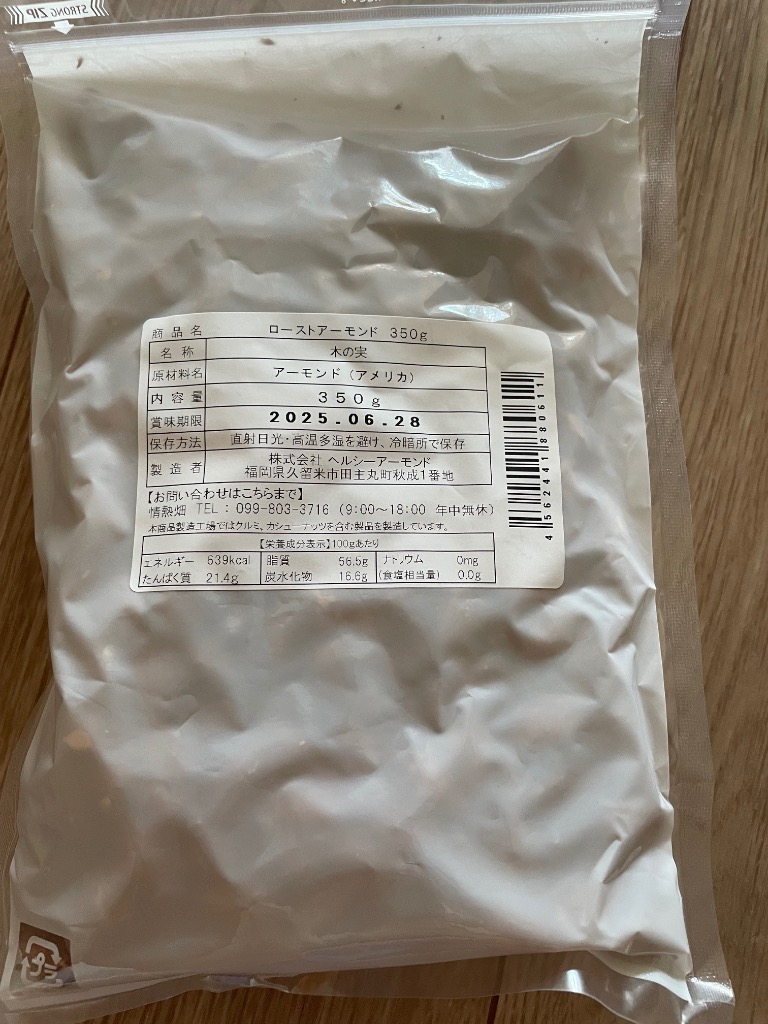 STRONG ZIP
商品名 ローストアーモンド 350g
名称 木の実
原材料名 アーモンド（アメリカ）
内容量 350g
賞味期限 2025.06.28
保存方法 直射日光・高温多湿を避け、冷暗所で保存
製造者 株式会社 ヘルシーアーモンド
福岡県久留米市田主丸町秋成1番地
【お問い合わせはこちらまで】
情熱畑 TEL：099-803-3716（9:00～18:00 年中無休）
本商品製造工場ではクルミ、カシューナッツを含む製品を製造しています。
【栄養成分表示】100gあたり
エネルギー 639kcal 脂質 56.5g ナトリウム 0mg
たんぱく質 21.4g 炭水化物 16.6g (食塩相当量) 0.0g
4562441880611
プラ